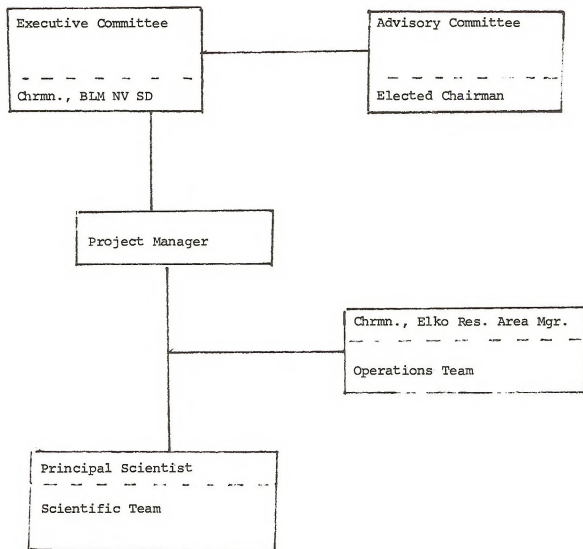 Executive Committee
Chrmn., BLM NV SD
Advisory Committee
Elected Chairman
Project Manager
Chrmn., Elko Res. Area Mgr.
Operations Team
Principal Scientist
Scientific Team